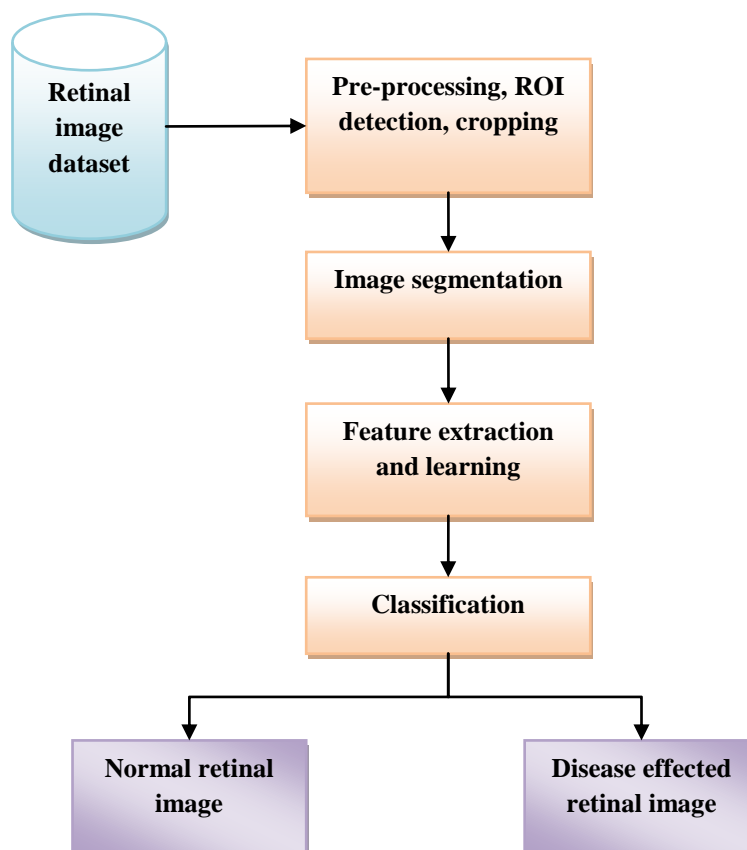 Retinal
image
dataset
Pre-processing, ROI
detection, cropping
Image segmentation
Feature extraction
and learning
Classification
Normal retinal
image
Disease effected
retinal image